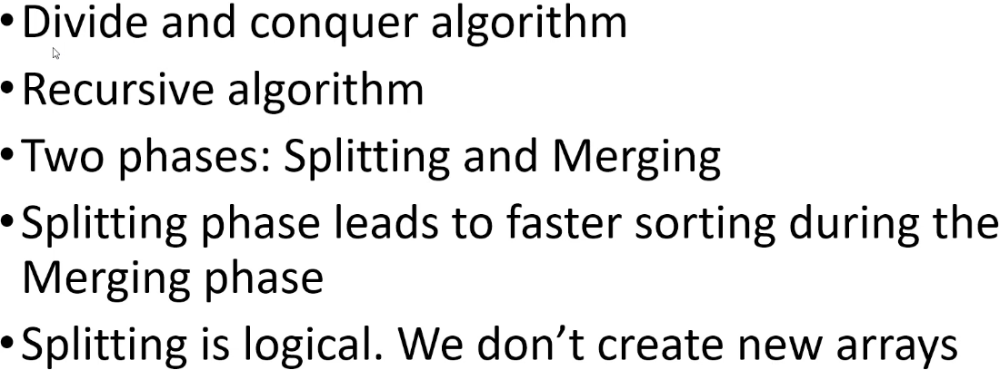 •Divide and conquer algorithm
•Recursive algorithm
•Two phases: Splitting and Merging
•Splitting phase leads to faster sorting during the
Merging phase
•Splitting is logical. We don’t create new arrays